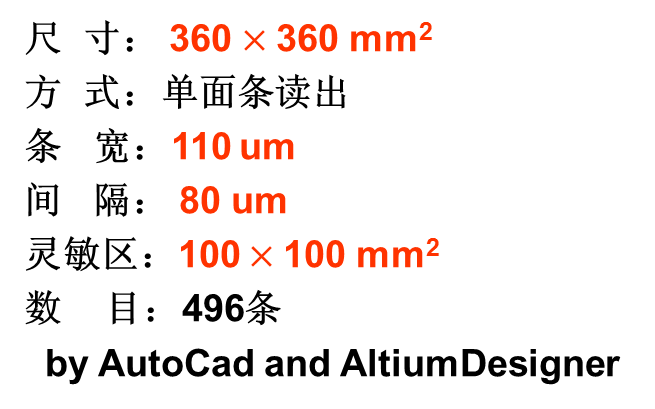 尺 寸：360 × 360 mm²
方 式：单面条读出
条 宽：110 um
间 隔：80 um
灵敏区：100 × 100 mm²
数 目：496条
by AutoCad and AltiumDesigner